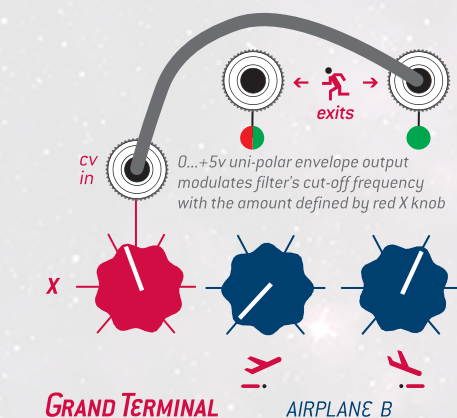 exits
cv
in
0...+5v uni-polar envelope output
modulates filter's cut-off frequency
with the amount defined by red X knob
X
GRAND TERMINAL
AIRPLANE B